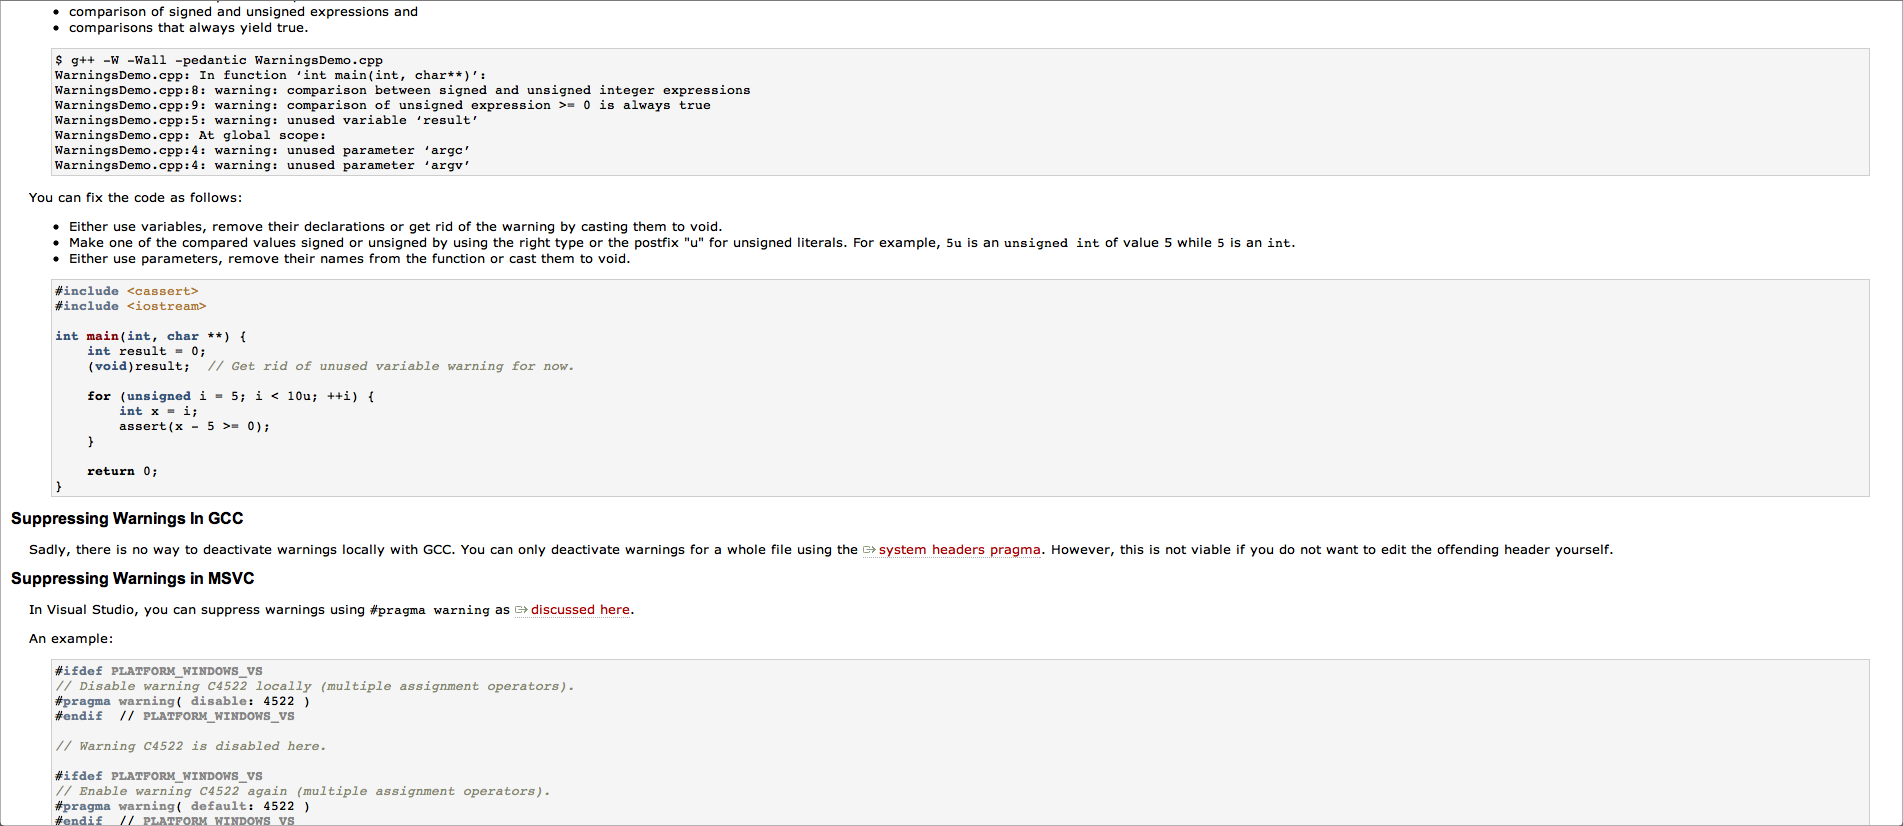 comparison of signed and unsigned expressions and
comparisons that always yield true.
$ g++ -W -Wall -pedantic WarningsDemo.cpp
WarningsDemo.cpp: In function ‘int main(int, char**)’:
WarningsDemo.cpp:8: warning: comparison between signed and unsigned integer expressions
WarningsDemo.cpp:9: warning: comparison of unsigned expression >= 0 is always true
WarningsDemo.cpp:5: warning: unused variable ‘result’
WarningsDemo.cpp: At global scope:
WarningsDemo.cpp:4: warning: unused parameter ‘argc’
WarningsDemo.cpp:4: warning: unused parameter ‘argv’
You can fix the code as follows:
Either use variables, remove their declarations or get rid of the warning by casting them to void.
Make one of the compared values signed or unsigned by using the right type or the postfix "u" for unsigned literals. For example, 5u is an unsigned int of value 5 while 5 is an int.
Either use parameters, remove their names from the function or cast them to void.
#include <cassert>
#include <iostream>
int main(int, char **) {
int result = 0;
(void)result;  // Get rid of unused variable warning for now.
for (unsigned i = 5; i < 10u; ++i) {
int x = i;
assert(x - 5 >= 0);
}
return 0;
}
Suppressing Warnings In GCC
Sadly, there is no way to deactivate warnings locally with GCC. You can only deactivate warnings for a whole file using the system headers pragma. However, this is not viable if you do not want to edit the offending header yourself.
Suppressing Warnings in MSVC
In Visual Studio, you can suppress warnings using #pragma warning as discussed here.
An example:
#ifdef PLATFORM_WINDOWS_VS
// Disable warning C4522 locally (multiple assignment operators).
#pragma warning( disable: 4522 )
#endif  // PLATFORM_WINDOWS_VS
// Warning C4522 is disabled here.
#ifdef PLATFORM_WINDOWS_VS
// Enable warning C4522 again (multiple assignment operators).
#pragma warning( default: 4522 )
#endif  // PLATFORM_WINDOWS_VS